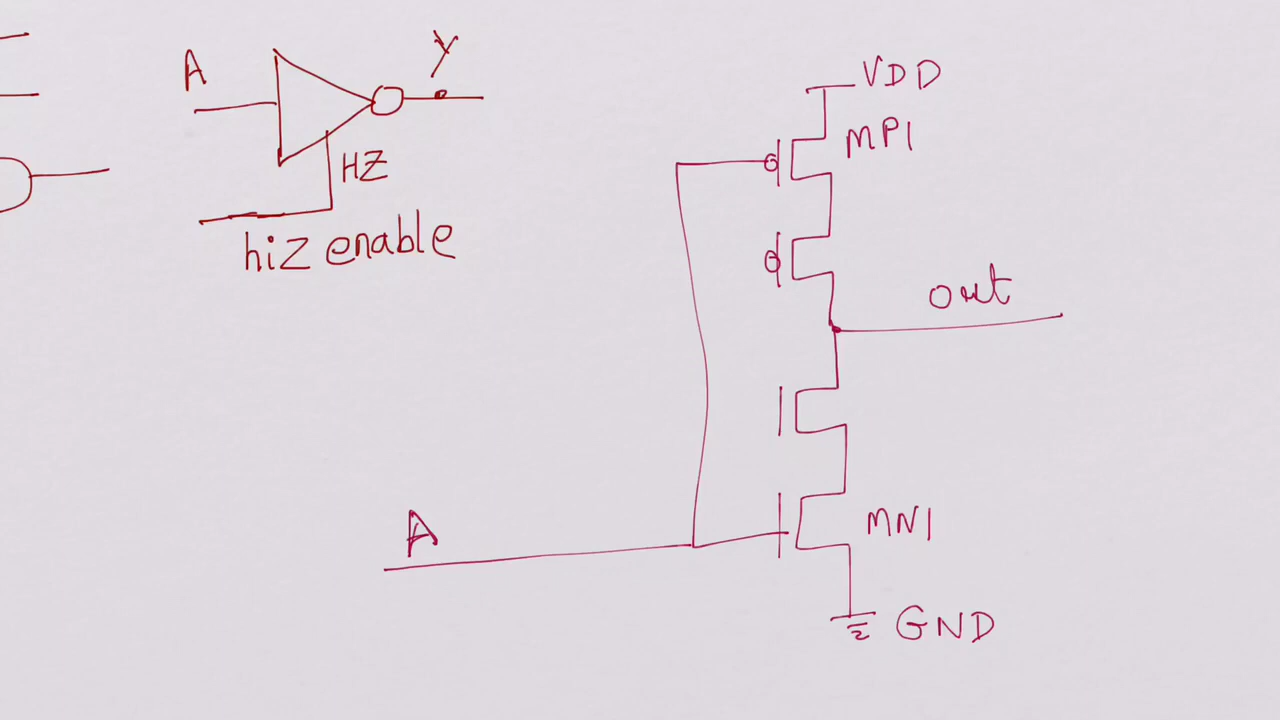 A
Y
HZ
hiz enable
VDD
MP1
out
A
MN1
GND